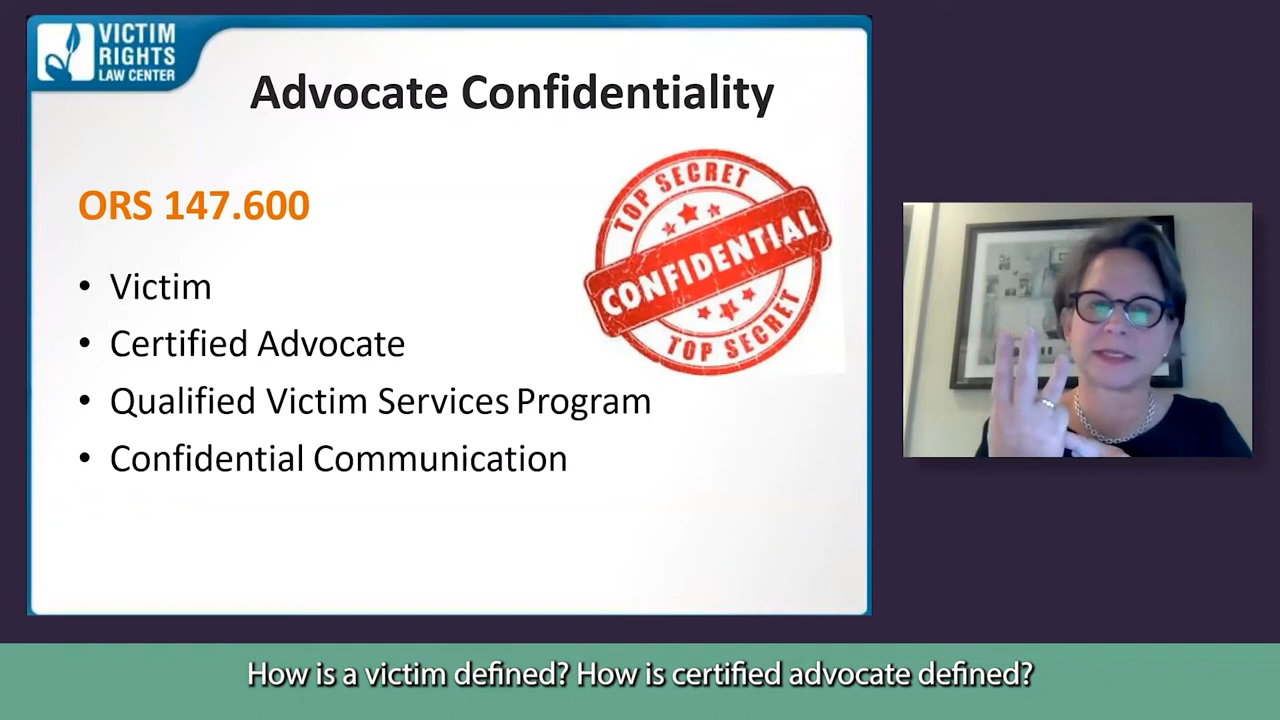 VICTIM
RIGHTS
LAW CENTER
Advocate Confidentiality
ORS 147.600
TOP SECRET
CONFIDENTIAL
TOP SECRET
• Victim
• Certified Advocate
• Qualified Victim Services Program
• Confidential Communication
How is a victim defined? How is certified advocate defined?